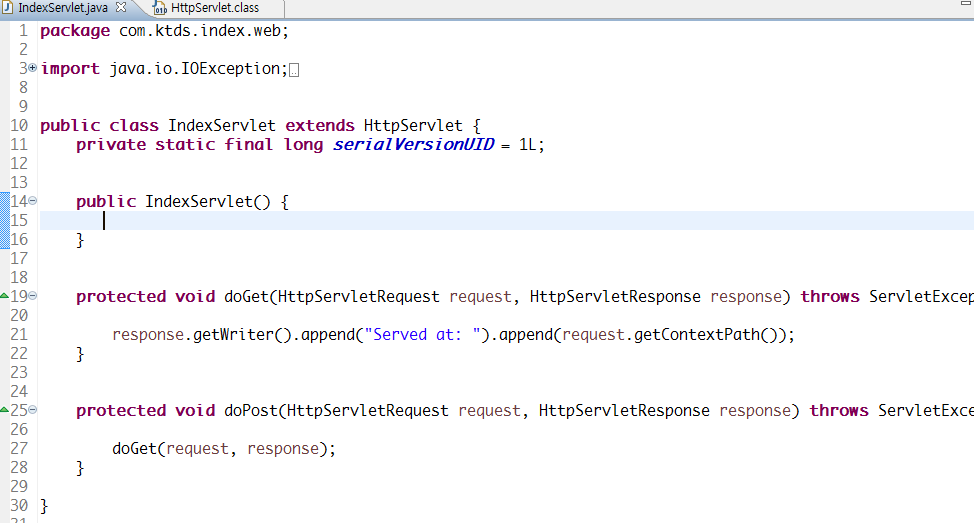 IndexServlet.java HttpServlet.class
1 package com.ktds.index.web;
2
3 import java.io.IOException;
8
9
10 public class IndexServlet extends HttpServlet {
11 private static final long serialVersionUID = 1L;
12
13
14 public IndexServlet() {
15
16 }
17
18
19 protected void doGet(HttpServletRequest request, HttpServletResponse response) throws ServletExcep
20
21 response.getWriter().append("Served at: ").append(request.getContextPath());
22 }
23
24
25 protected void doPost(HttpServletRequest request, HttpServletResponse response) throws ServletExce
26
27 doGet(request, response);
28 }
29
30 }
31